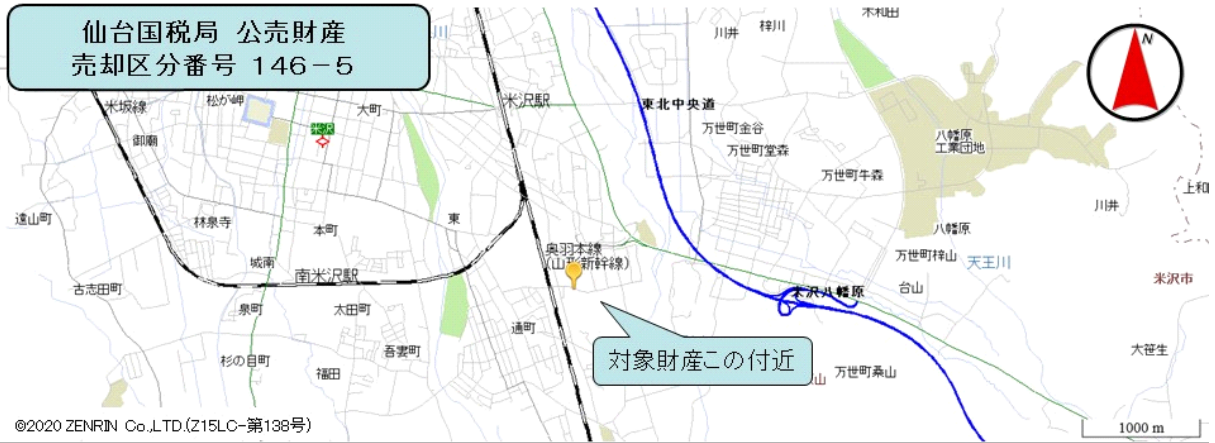 仙台国税局 公売財産
売却区分番号 146-5
川
木和田
川井
梓川
N
米坂線
松が岬
大町
米沢駅
東北中央道
米沢
御廟
万世町金谷
万世町堂森
八幡原
工業団地
万世町牛森
上和
川井
遠山町
林泉寺
本町
東
八幡原
城南
南米沢駅
奥羽本線
(山形新幹線)
万世町梓山
天王川
古志田町
台山
米沢市
米沢八幡原
泉町
太田町
通町
対象財産この付近
杉の目町
吾妻町
福田
山
万世町桑山
大笹生
©2020 ZENRIN Co.,LTD.(Z15LC-第138号)
1000 m